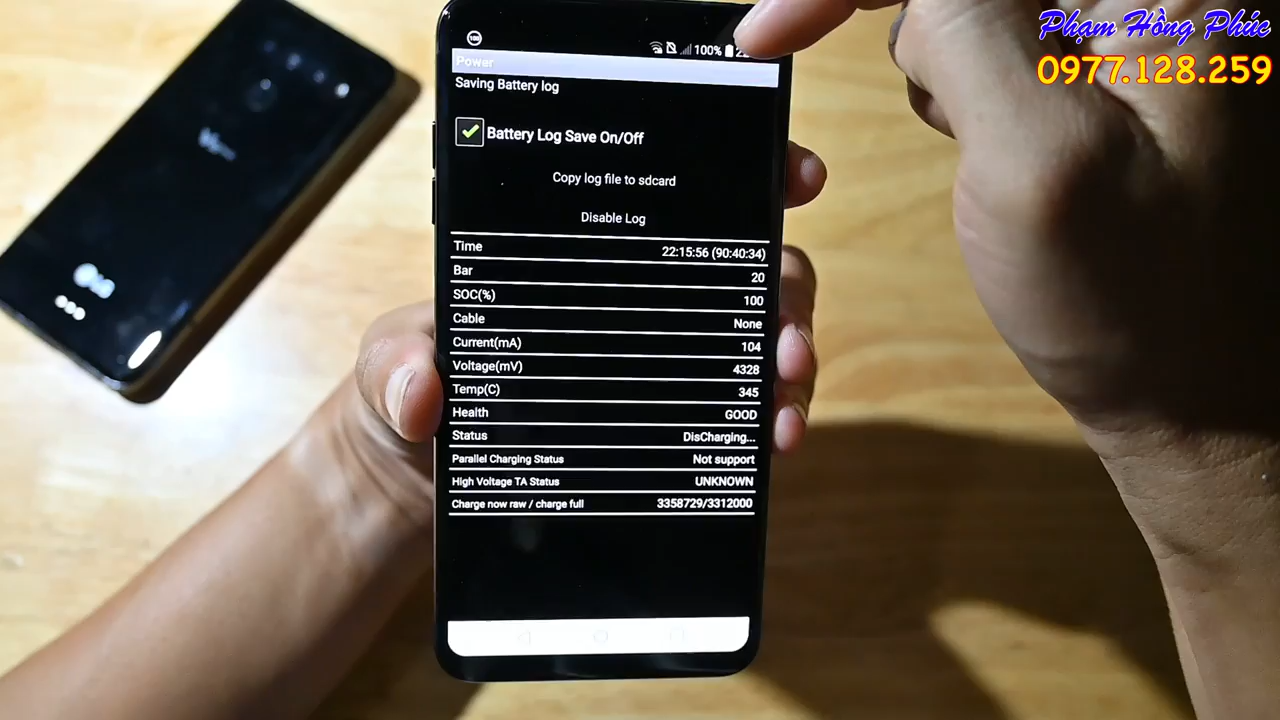 Phạm Hồng Phúc
0977.128.259
100%
Power
Saving Battery log
Battery Log Save On/Off
Copy log file to sdcard
Disable Log
Time 22:15:56 (90:40:34)
Bar 20
SOC(%) 100
Cable None
Current(mA) 104
Voltage(mV) 4328
Temp(C) 345
Health GOOD
Status DisCharging...
Parallel Charging Status Not support
High Voltage TA Status UNKNOWN
Charge now raw / charge full 3358729/3312000
LG